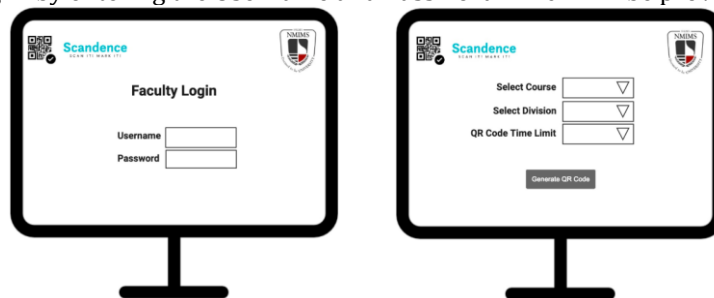 Scandence
SCAN IT! MARK IT!
NMIMS
Faculty Login
Username
Password
Scandence
SCAN IT! MARK IT!
NMIMS
Select Course
Select Division
QR Code Time Limit
Generate QR Code